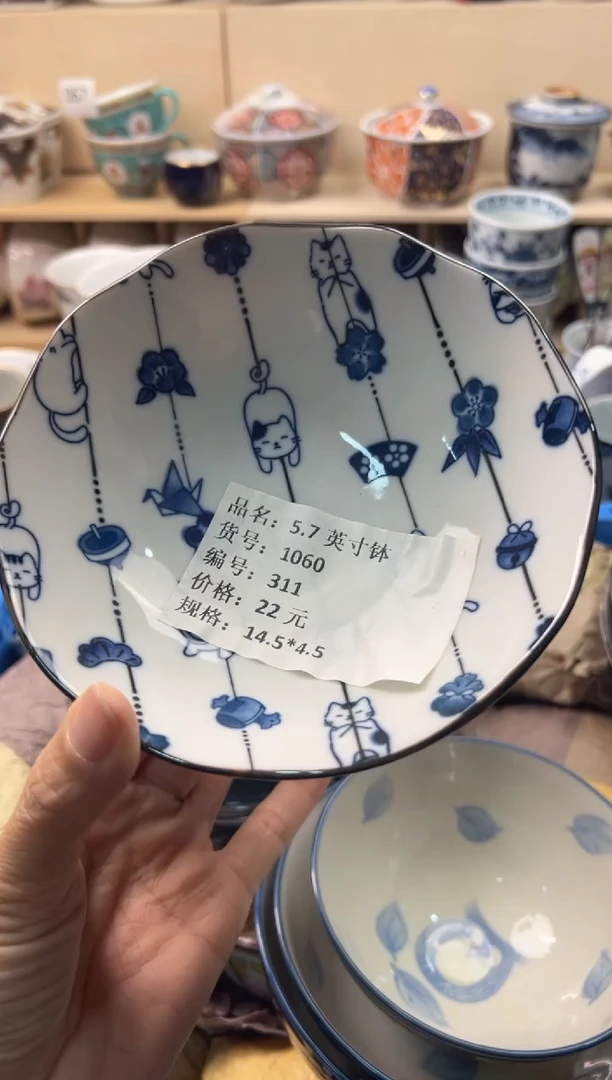 167
品名：5.7 英寸钵
货号：1060
编号：311
价格：22 元
规格：14.5*4.5